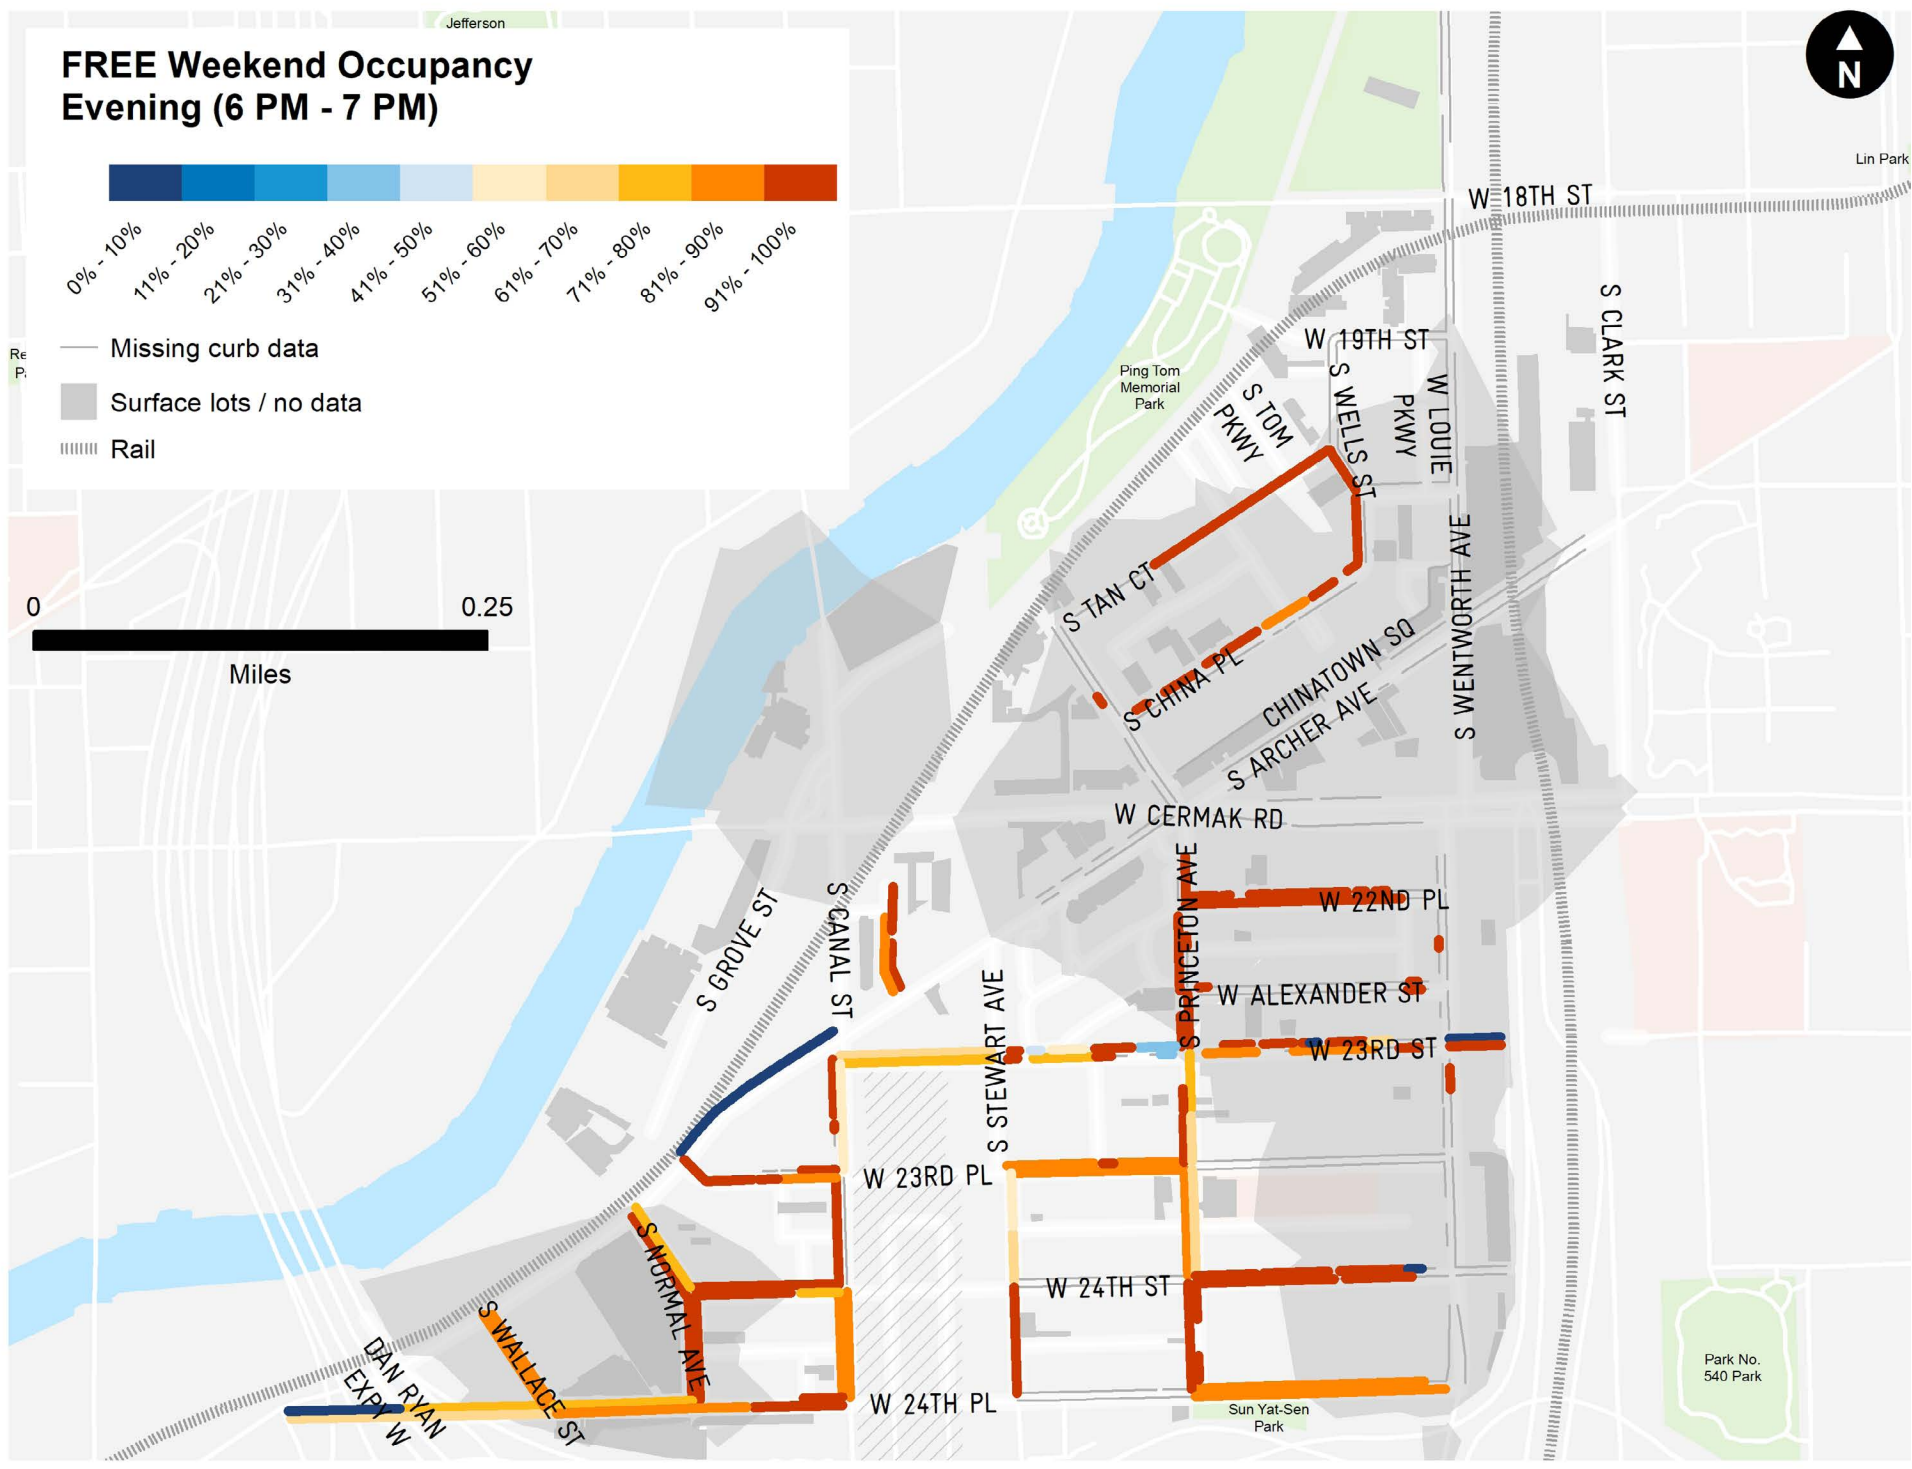 Jefferson
FREE Weekend Occupancy
Evening (6 PM - 7 PM)
0% - 10%
11% - 20%
21% - 30%
31% - 40%
41% - 50%
51% - 60%
61% - 70%
71% - 80%
81% - 90%
91% - 100%
Missing curb data
Surface lots / no data
Rail
Re
P
N
Lin Park
W 18TH ST
S CLARK ST
W 19TH ST
Ping Tom
Memorial
Park
S TOM
PKWY
S WELLS ST
W LOUIE
PKWY
0
0.25
Miles
S TAN CT
S WENTWORTH AVE
S CHINA PL
CHINATOWN SQ
S ARCHER AVE
W CERMAK RD
S PRINCETON AVE
W 22ND PL
S GROVE ST
S CANAL ST
S STEWART AVE
W ALEXANDER ST
W 23RD ST
W 23RD PL
S NORMAL AVE
W 24TH ST
S WALLACE ST
DAN RYAN
EXPY W
W 24TH PL
Sun Yat-Sen
Park
Park No.
540 Park